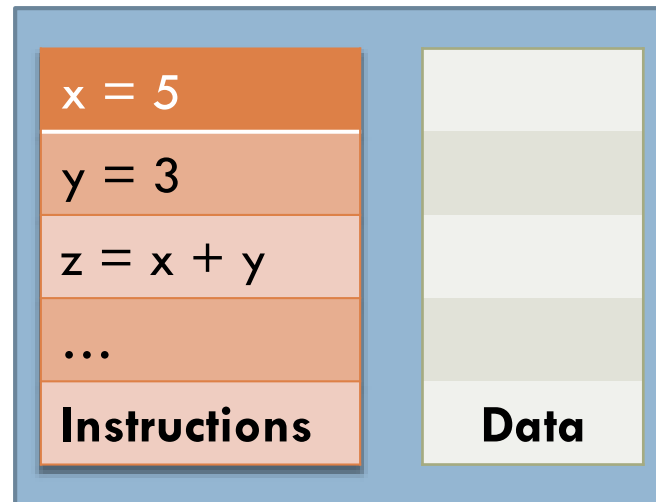 x = 5
y = 3
z = x + y
...
Instructions
Data